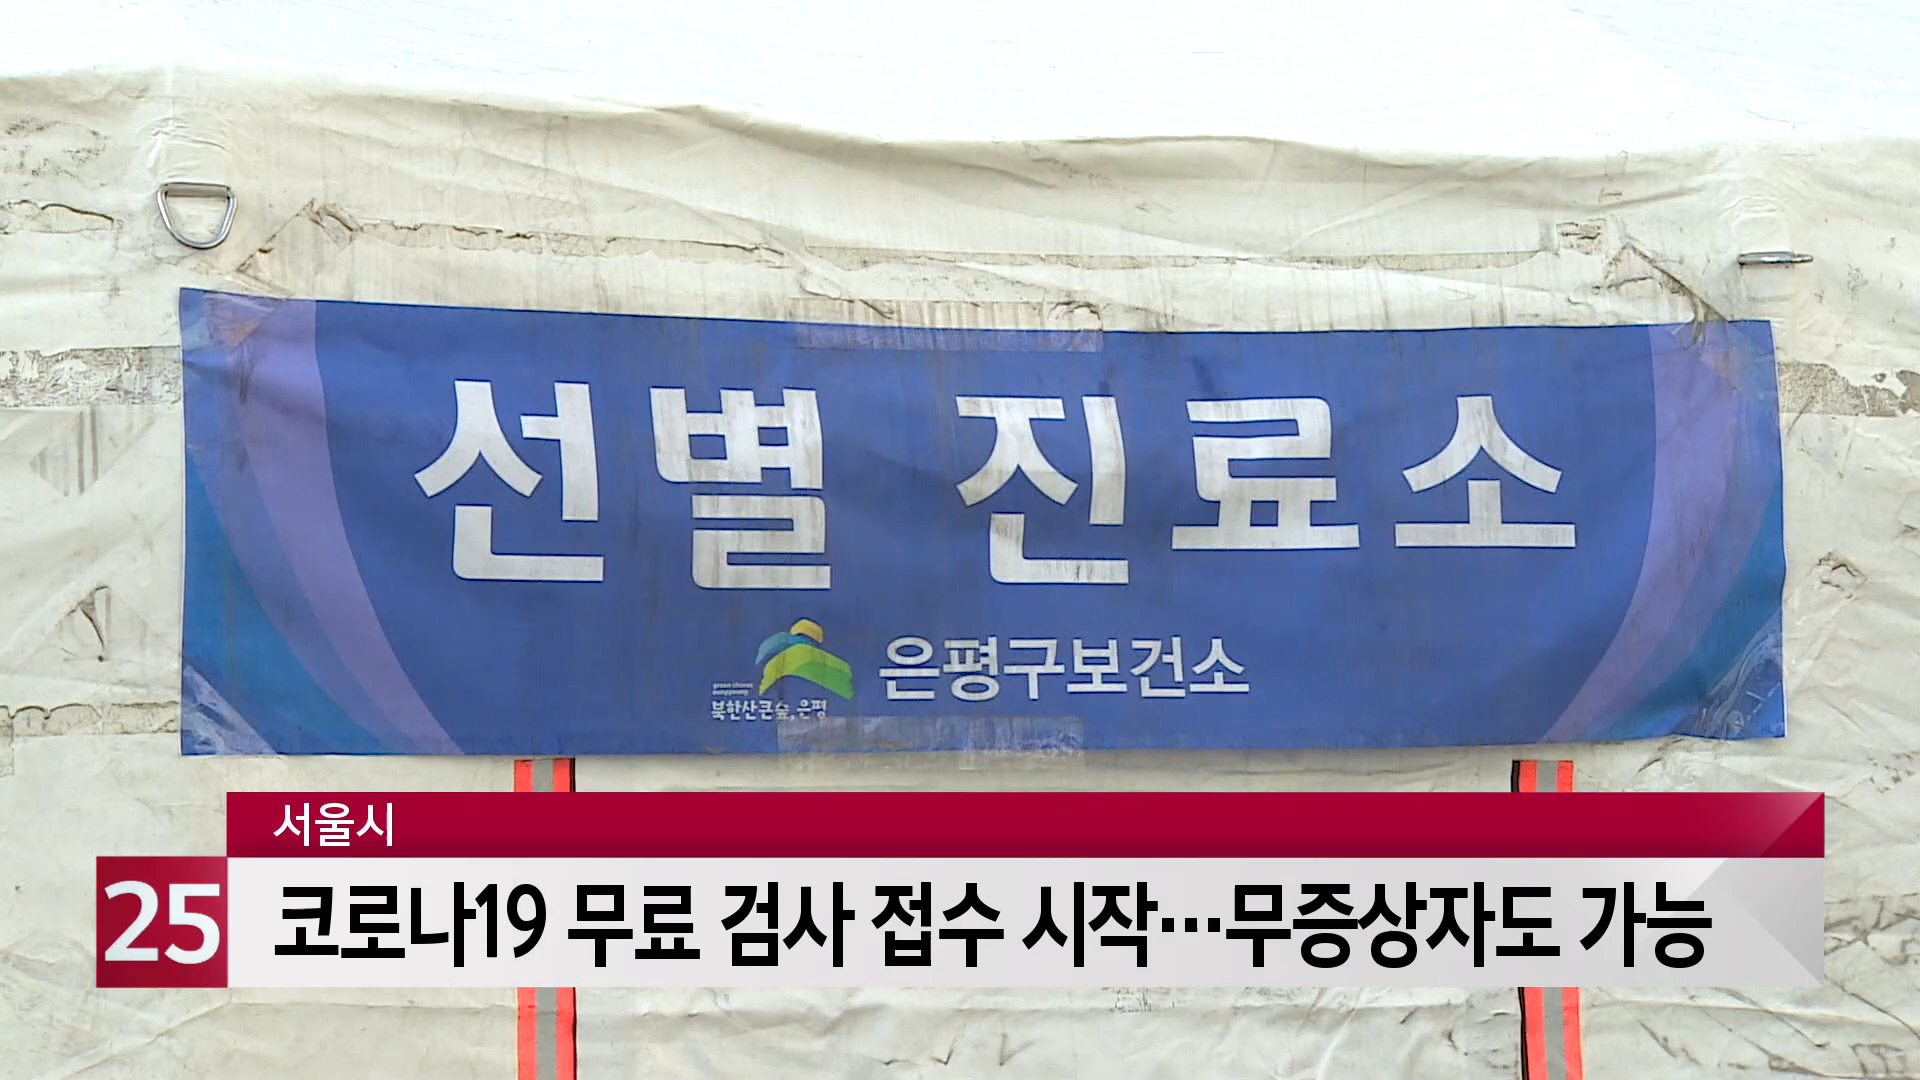 선별 진료소
은평구보건소
북한산큰숲, 은평
서울시
25
코로나19 무료 검사 접수 시작…무증상자도 가능